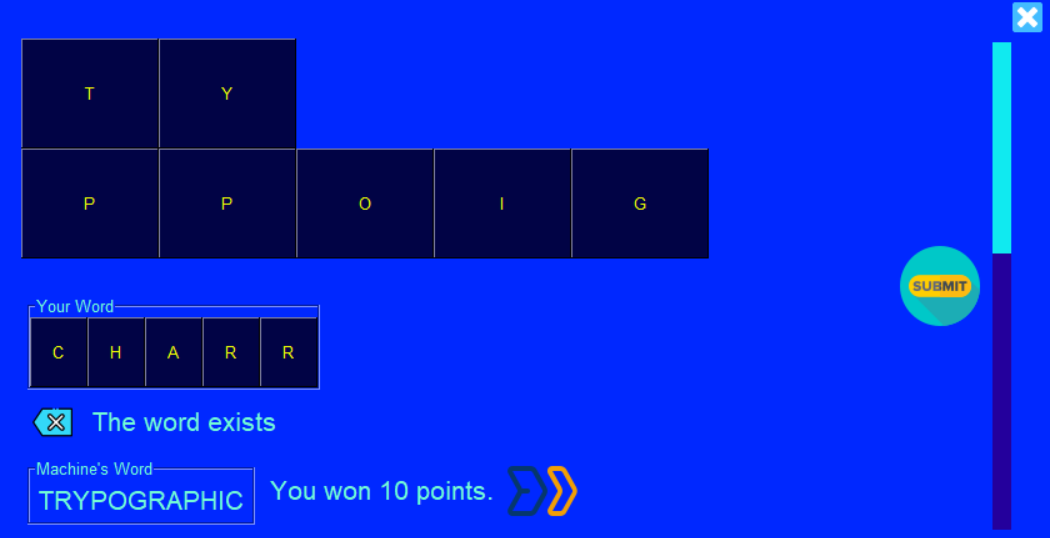 T Y
P P O I G
Your Word
C H A R R
SUBMIT
The word exists
Machine's Word
TRYPOGRAPHIC
You won 10 points.